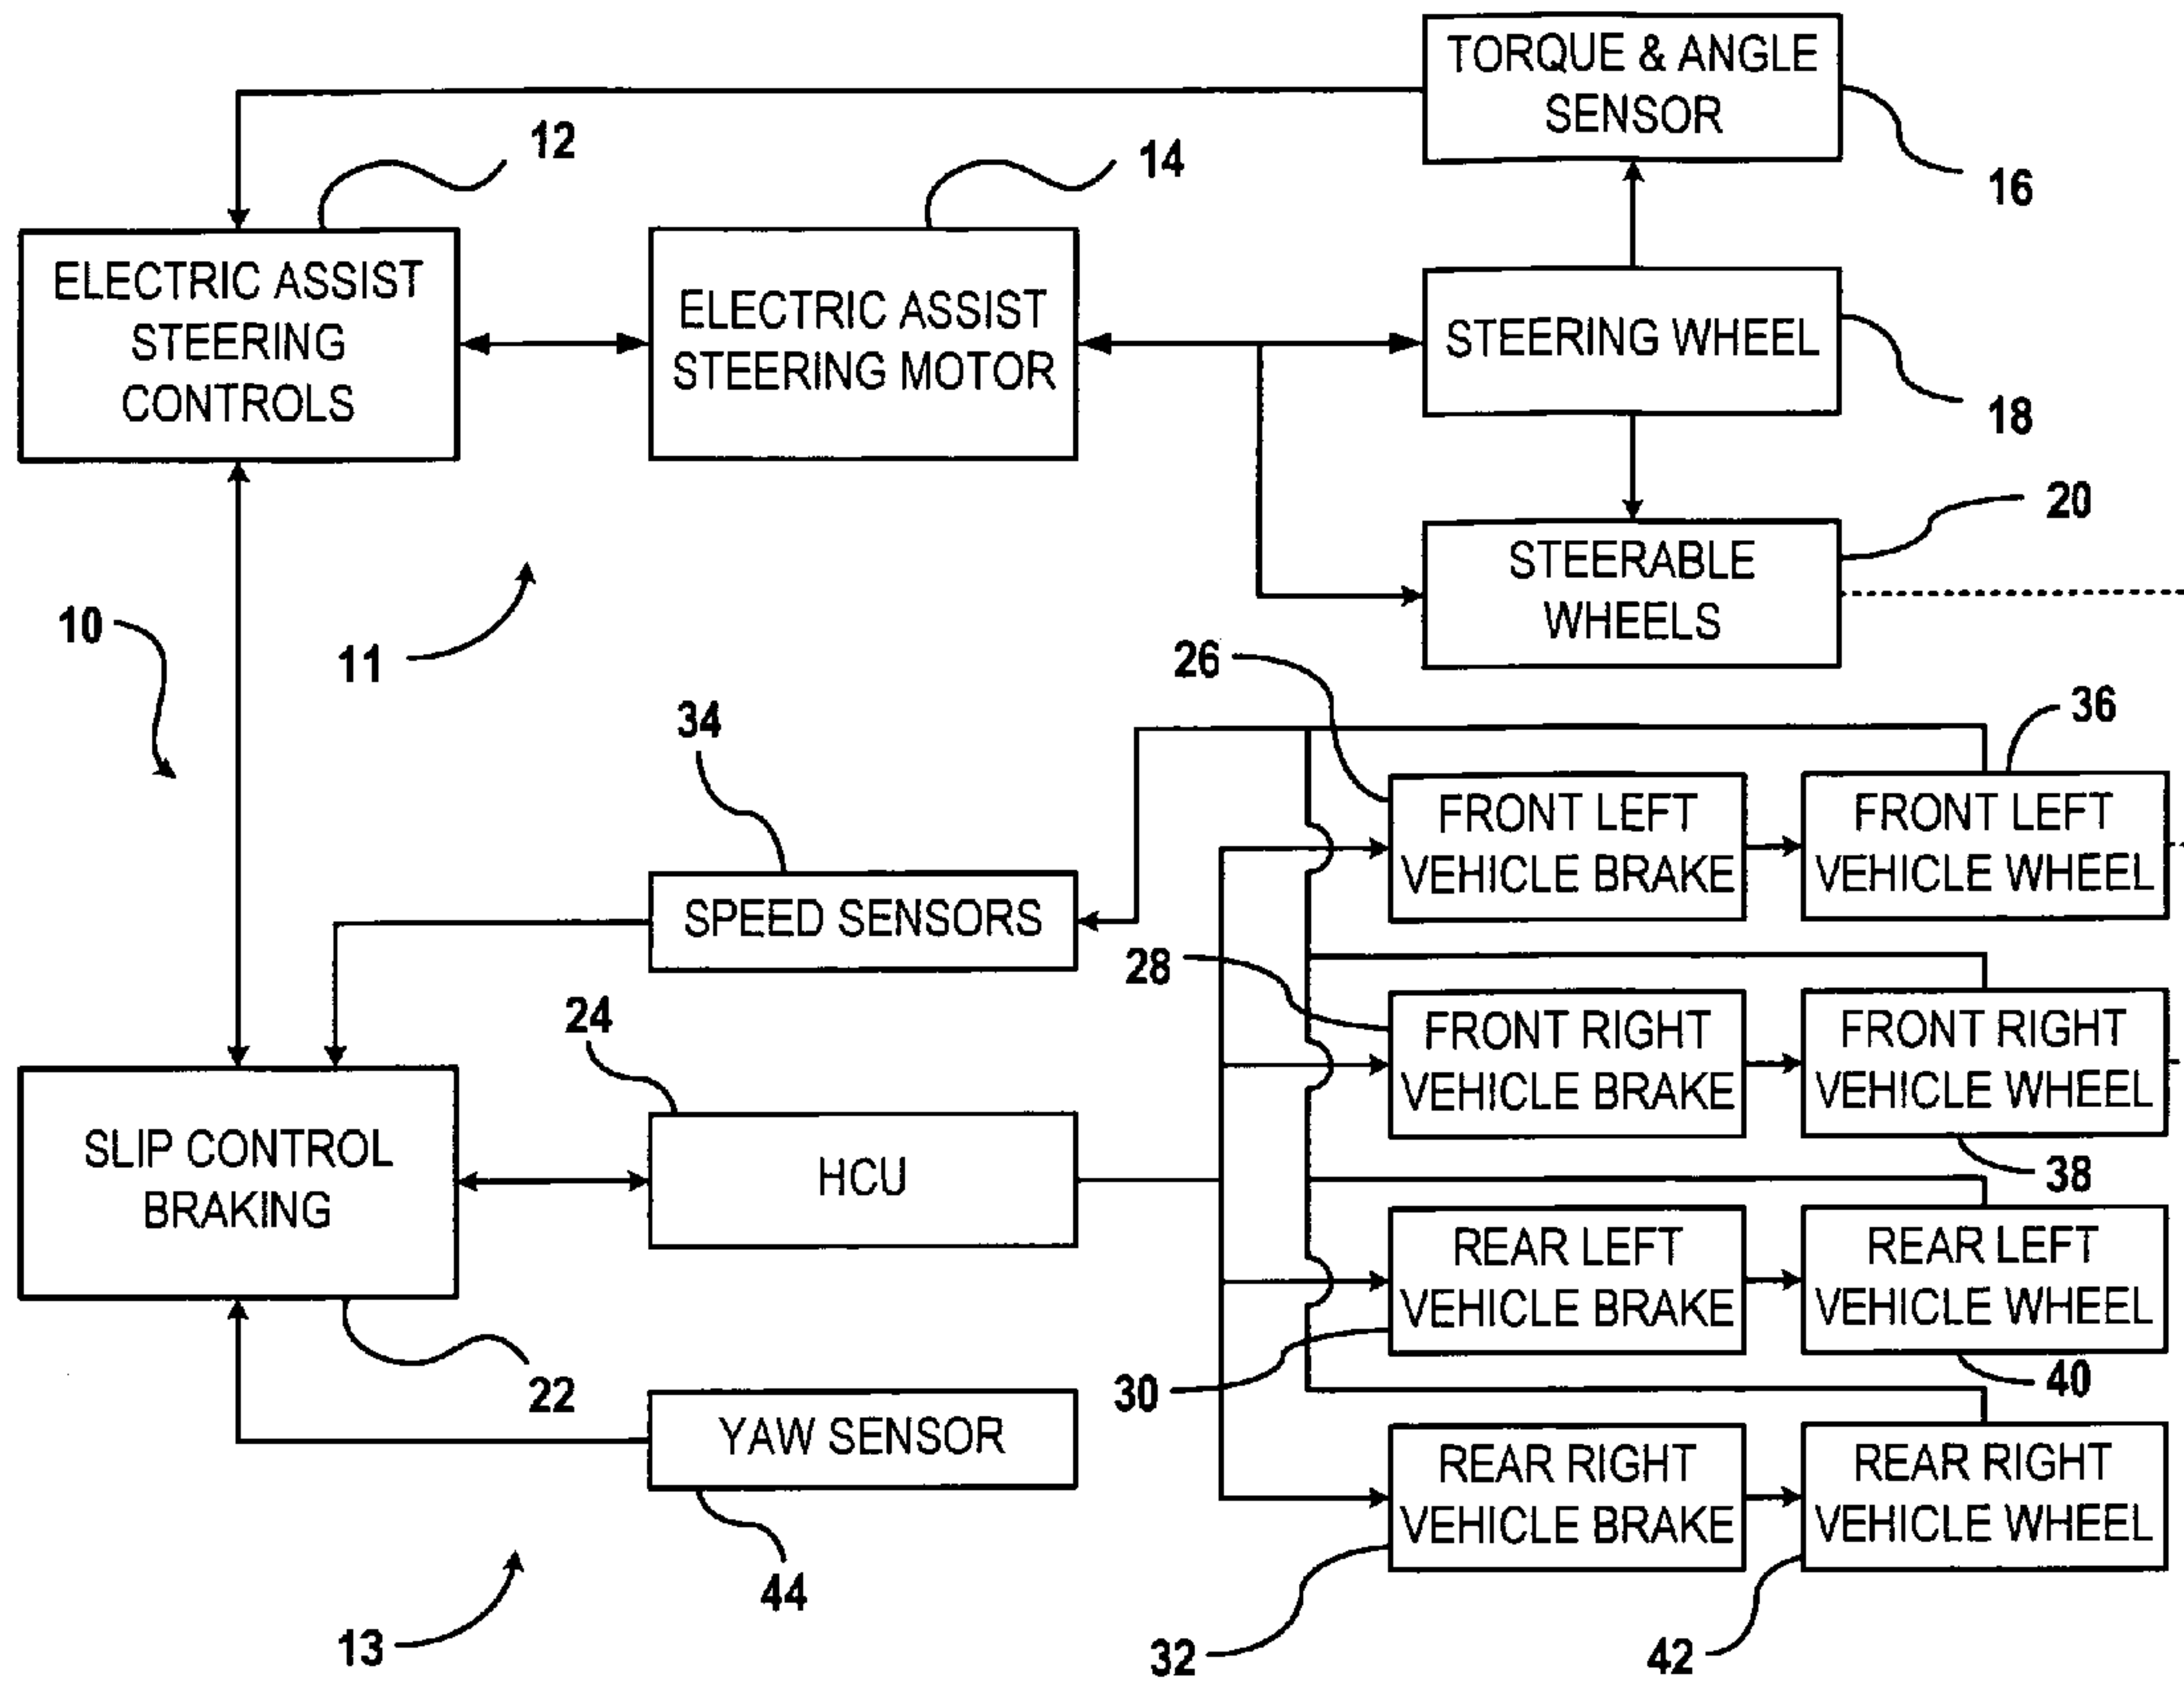 TORQUE & ANGLE
SENSOR
16
12
14
ELECTRIC ASSIST
STEERING
CONTROLS
ELECTRIC ASSIST
STEERING MOTOR
STEERING WHEEL
18
20
STEERABLE
WHEELS
10
11
26
36
34
FRONT LEFT
VEHICLE BRAKE
FRONT LEFT
VEHICLE WHEEL
SPEED SENSORS
28
24
FRONT RIGHT
VEHICLE BRAKE
FRONT RIGHT
VEHICLE WHEEL
SLIP CONTROL
BRAKING
HCU
38
REAR LEFT
VEHICLE BRAKE
REAR LEFT
VEHICLE WHEEL
22
30
40
YAW SENSOR
REAR RIGHT
VEHICLE BRAKE
REAR RIGHT
VEHICLE WHEEL
44
13
32
42